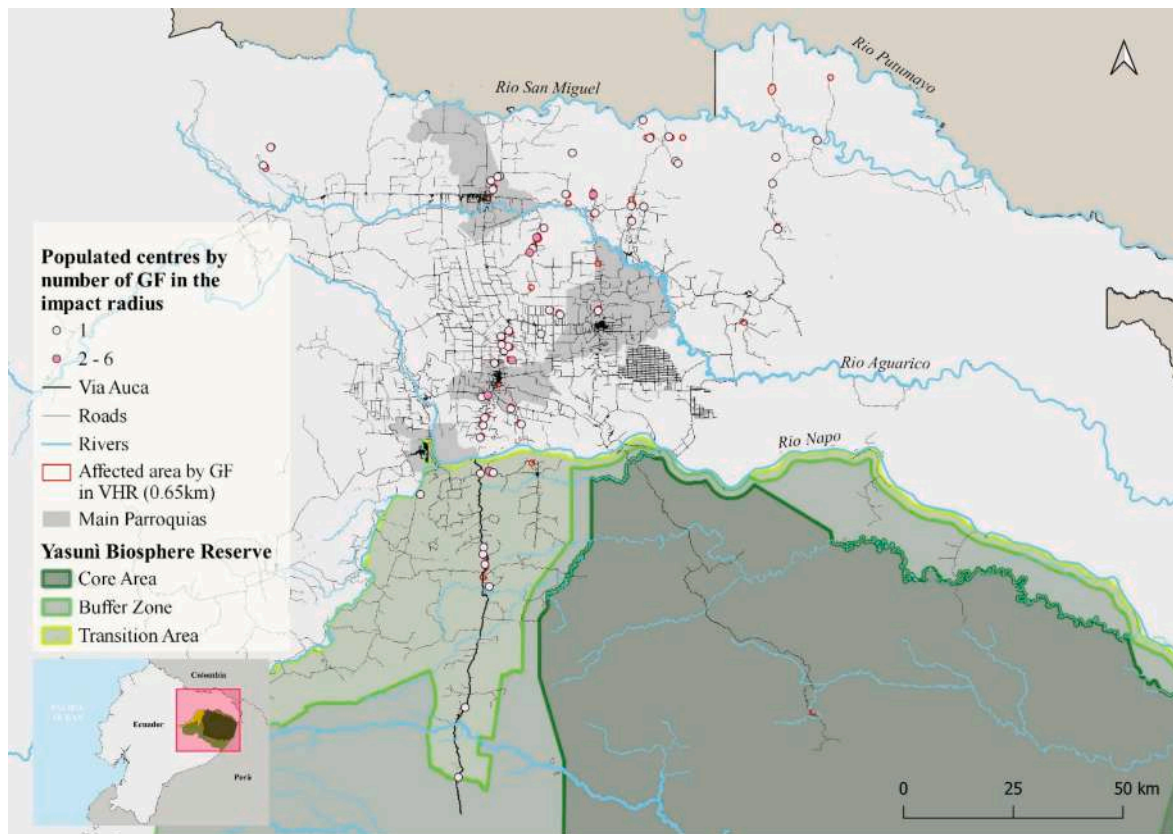 Rio Putumayo
Rio San Miguel
Populated centres by
number of GF in the
impact radius
1
2 - 6
Via Auca
Roads
Rivers
Affected area by GF
in VHR (0.65km)
Main Parroquias
Yasunì Biosphere Reserve
Core Area
Buffer Zone
Transition Area
Rio Aguarico
Rio Napo
Colombia
Ecuador
Perù
0 25 50 km